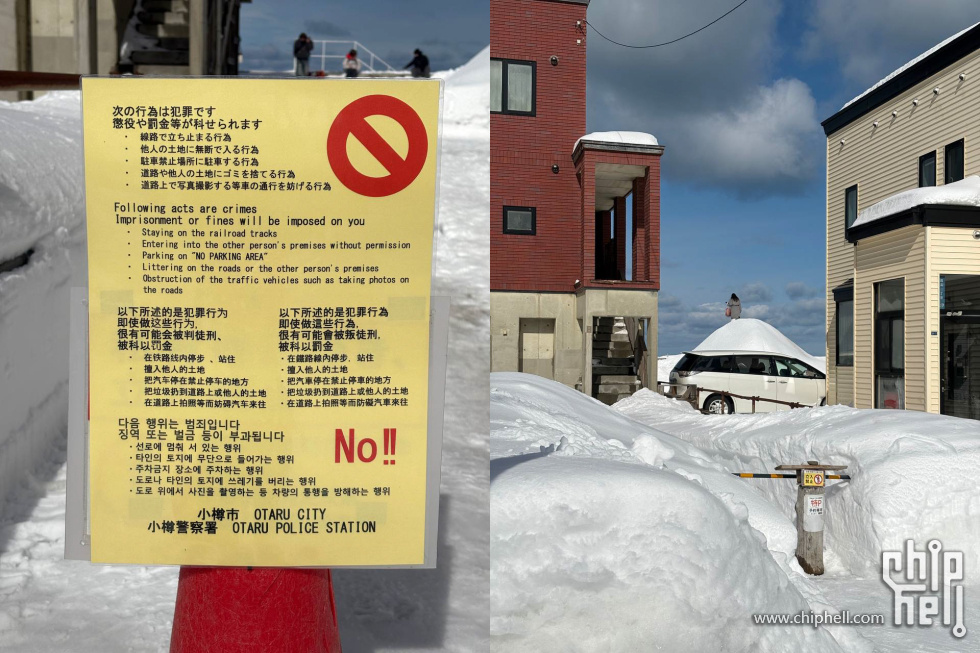 次の行為は犯罪です
懲役や罰金等が科せられます
・ 線路で立ち止まる行為
・ 他人の土地に無断で入る行為
・ 駐車禁止場所に駐車する行為
・ 道路や他人の土地にゴミを捨てる行為
・ 道路上で写真撮影する等車の通行を妨げる行為
Following acts are crimes
Imprisonment or fines will be imposed on you
・ Staying on the railroad tracks
・ Entering into the other person's premises without permission
・ Parking on "NO PARKING AREA"
・ Littering on the roads or the other person's premises
・ Obstruction of the traffic vehicles such as taking photos on
the roads
以下所述的是犯罪行为
即使做这些行为,
很有可能会被判徒刑、
被科以罚金
・ 在铁路线内停步 、站住
・ 擅入他人的土地
・ 把汽车停在禁止停车的地方
・ 把垃圾扔到道路上或他人的土地
・ 在道路上拍照等而妨碍汽车来往
以下所述的是犯罪行為
即使做這些行為,
很有可能會被叛徒刑,
被科以罰金
・在鐵路線內停步、站住
・擅入他人的土地
・把汽車停在禁止停車的地方
・把垃圾扔到道路上或他人的土地
・在道路上拍照等而防礙汽車來往
다음 행위는 범죄입니다
징역 또는 벌금 등이 부과됩니다
・선로에 멈춰 서 있는 행위
・타인의 토지에 무단으로 들어가는 행위
・주차금지 장소에 주차하는 행위
・도로나 타인의 토지에 쓰레기를 버리는 행위
・도로 위에서 사진을 촬영하는 등 차량의 통행을 방해하는 행위
No!!
小樽市 OTARU CITY
小樽警察署 OTARU POLICE STATION
www.chiphell.com
chip
hell